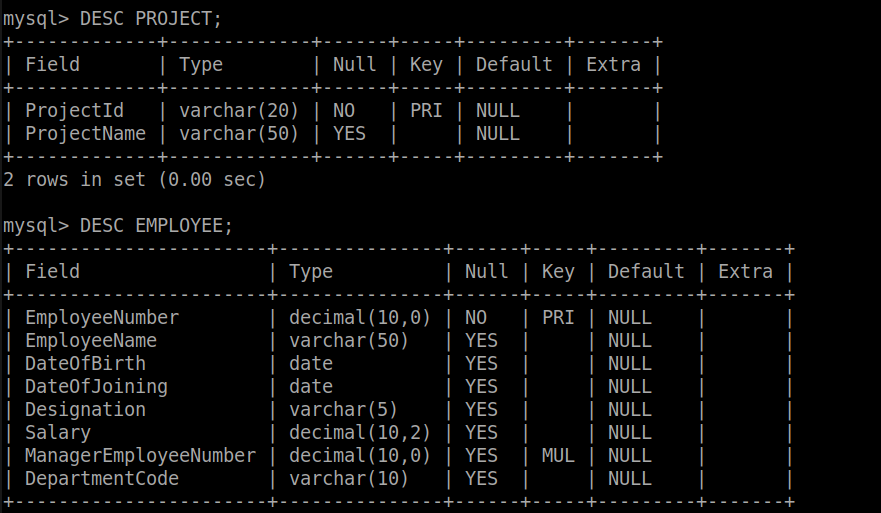 mysql> DESC PROJECT;
+-------------+-------------+------+-----+---------+-------+
| Field       | Type        | Null | Key | Default | Extra |
+-------------+-------------+------+-----+---------+-------+
| ProjectId   | varchar(20) | NO   | PRI | NULL    |       |
| ProjectName | varchar(50) | YES  |     | NULL    |       |
+-------------+-------------+------+-----+---------+-------+
2 rows in set (0.00 sec)

mysql> DESC EMPLOYEE;
+-----------------------+---------------+------+-----+---------+-------+
| Field                 | Type          | Null | Key | Default | Extra |
+-----------------------+---------------+------+-----+---------+-------+
| EmployeeNumber        | decimal(10,0) | NO   | PRI | NULL    |       |
| EmployeeName          | varchar(50)   | YES  |     | NULL    |       |
| DateOfBirth           | date          | YES  |     | NULL    |       |
| DateOfJoining         | date          | YES  |     | NULL    |       |
| Designation           | varchar(5)    | YES  |     | NULL    |       |
| Salary                | decimal(10,2) | YES  |     | NULL    |       |
| ManagerEmployeeNumber | decimal(10,0) | YES  | MUL | NULL    |       |
| DepartmentCode        | varchar(10)   | YES  |     | NULL    |       |
+-----------------------+---------------+------+-----+---------+-------+